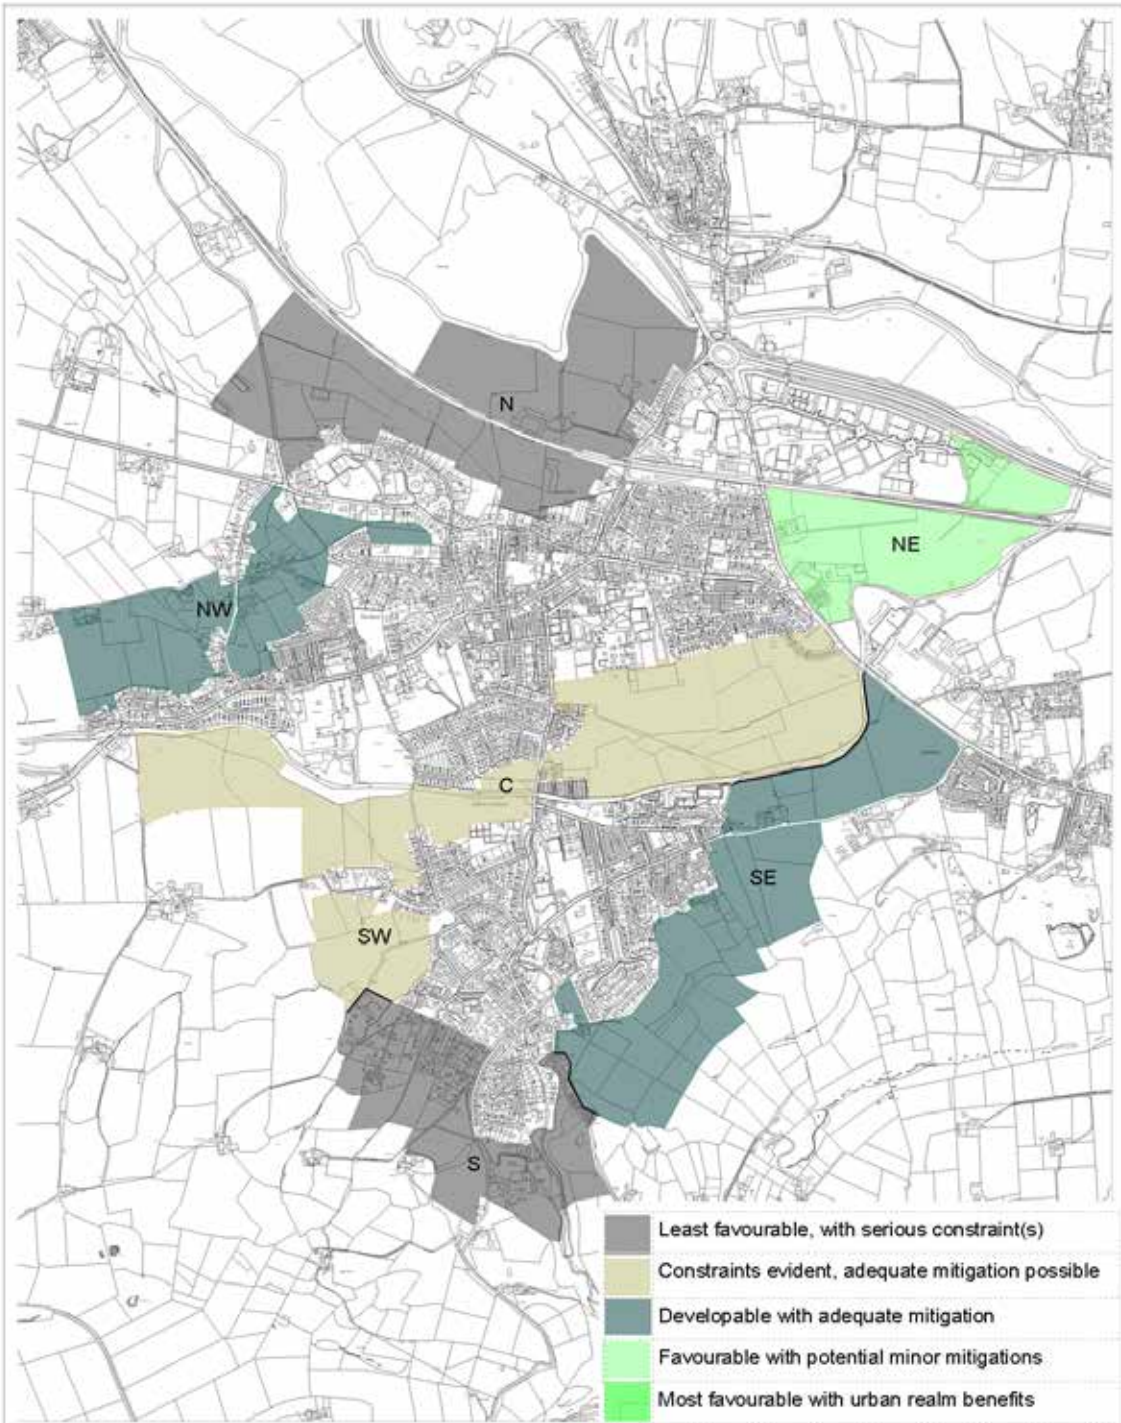 N
NE
NW
C
SE
SW
S
Least favourable, with serious constraint(s)
Constraints evident, adequate mitigation possible
Developable with adequate mitigation
Favourable with potential minor mitigations
Most favourable with urban realm benefits